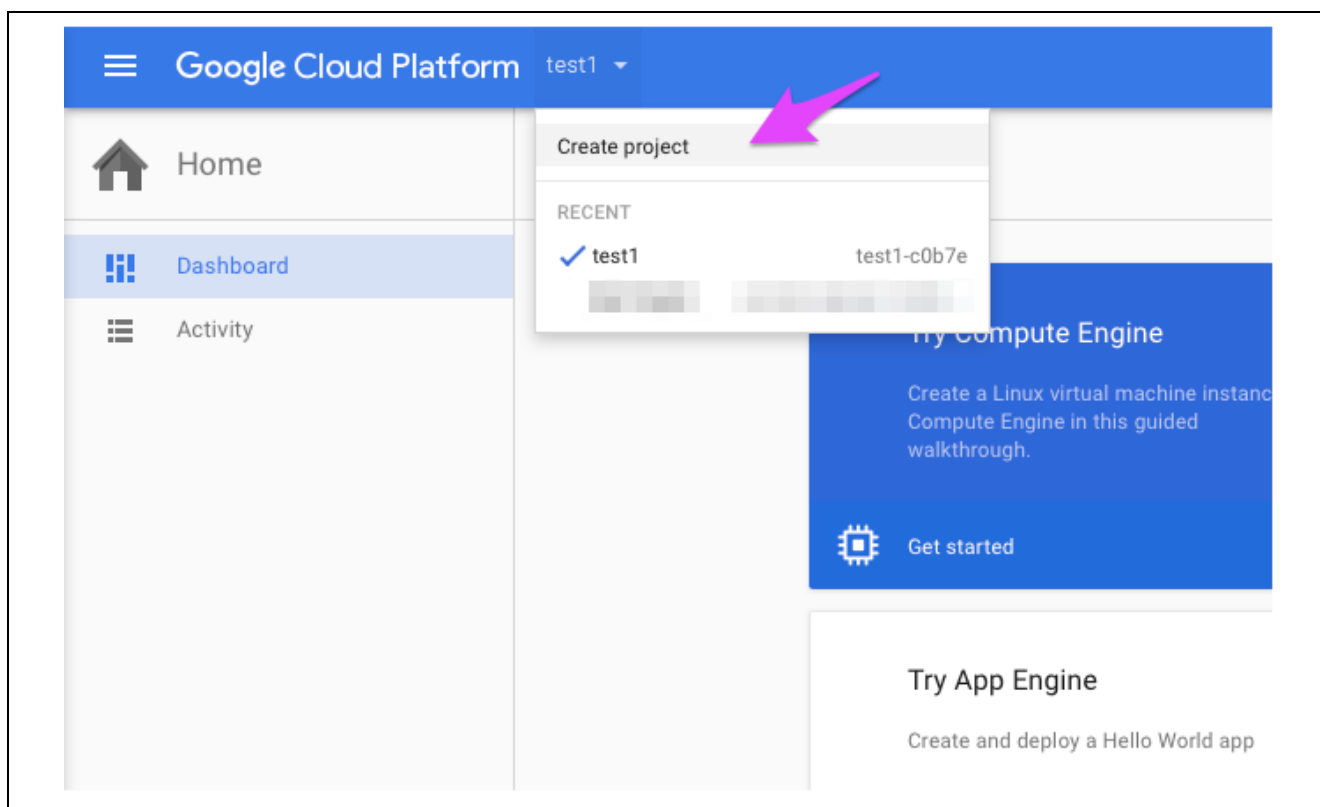 Google Cloud Platform test1
Home
Create project
RECENT
test1 test1-c0b7e
Dashboard
Activity
Try Compute Engine
Create a Linux virtual machine instanc
Compute Engine in this guided
walkthrough.
Get started
Try App Engine
Create and deploy a Hello World app